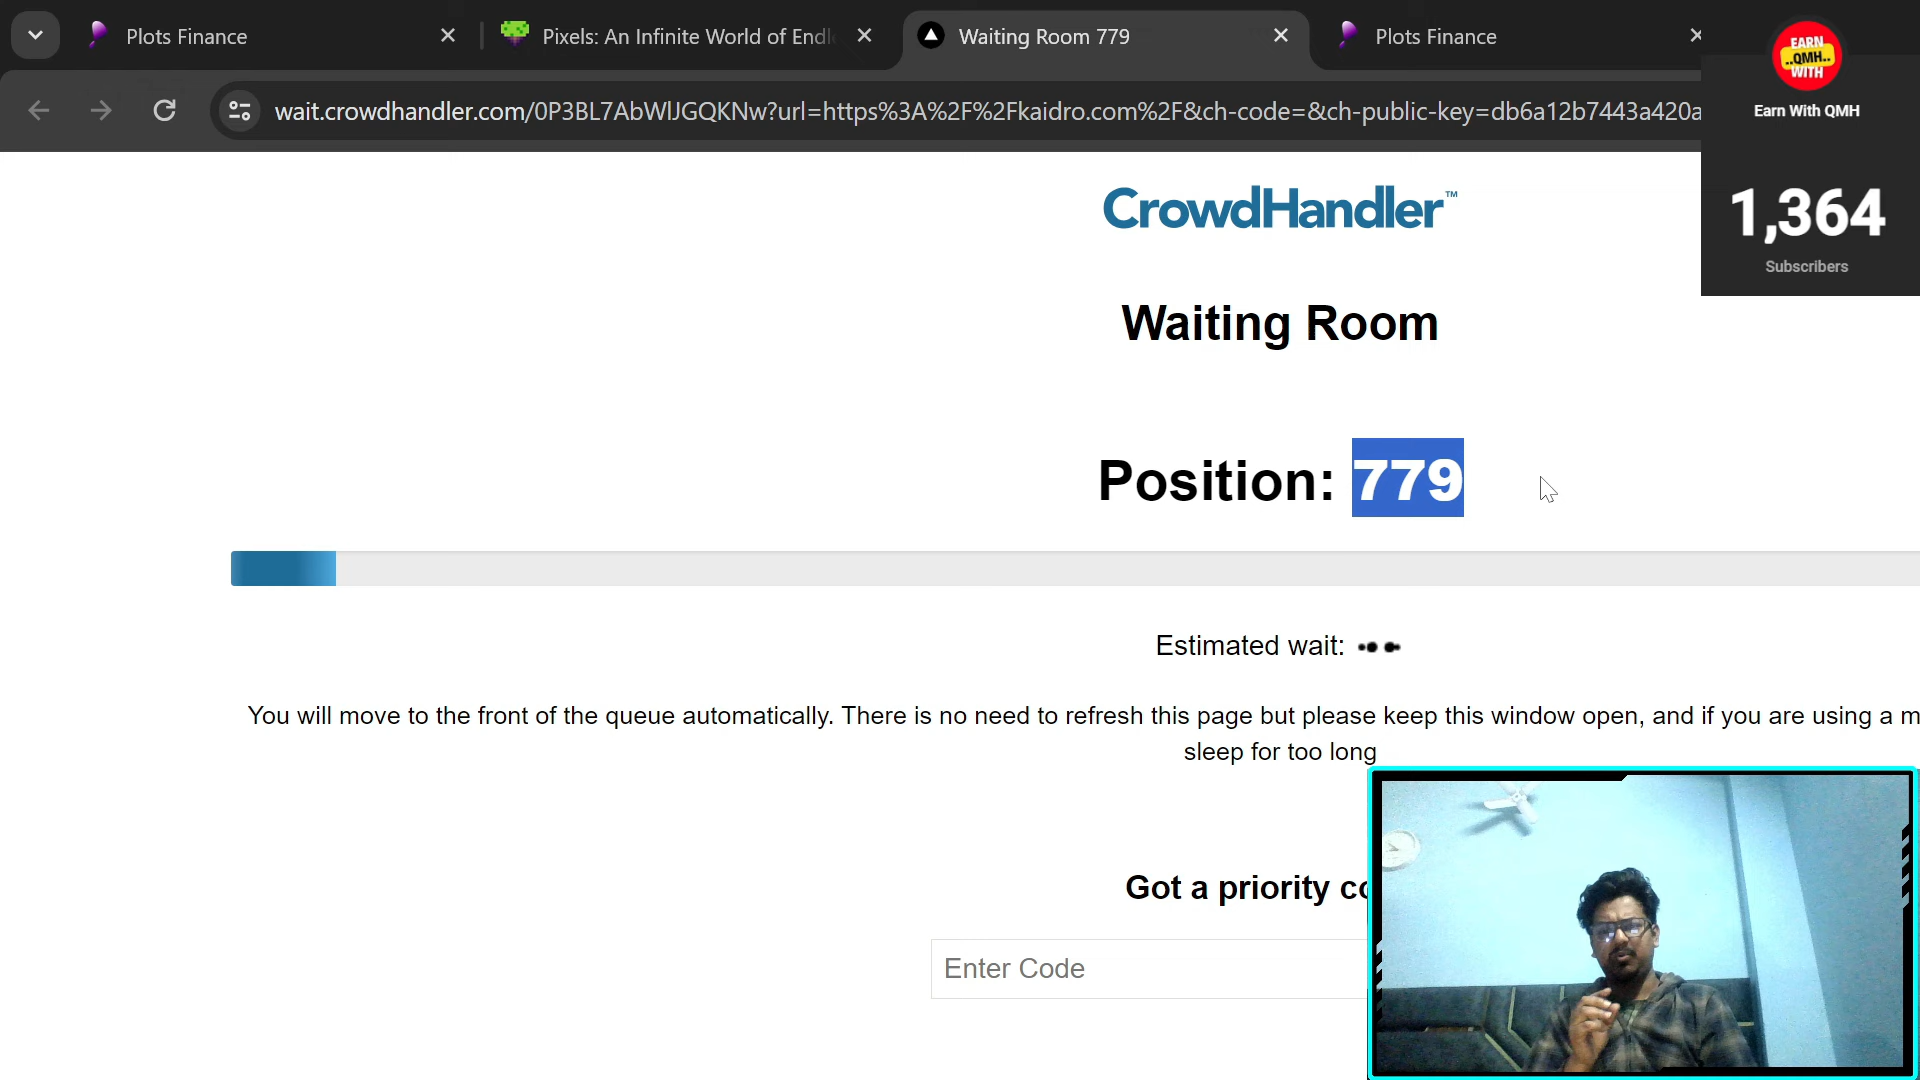 Plots Finance
Pixels: An Infinite World of Endl
Waiting Room 779
Plots Finance
wait.crowdhandler.com/0P3BL7AbWlJGQKNw?url=https%3A%2F%2Fkaidro.com%2F&ch-code=&ch-public-key=db6a12b7443a420a
EARN
..QMH..
WITH
Earn With QMH
1,364
Subscribers
CrowdHandler™
Waiting Room
Position: 779
Estimated wait:
You will move to the front of the queue automatically. There is no need to refresh this page but please keep this window open, and if you are using a m
sleep for too long
Got a priority co
Enter Code